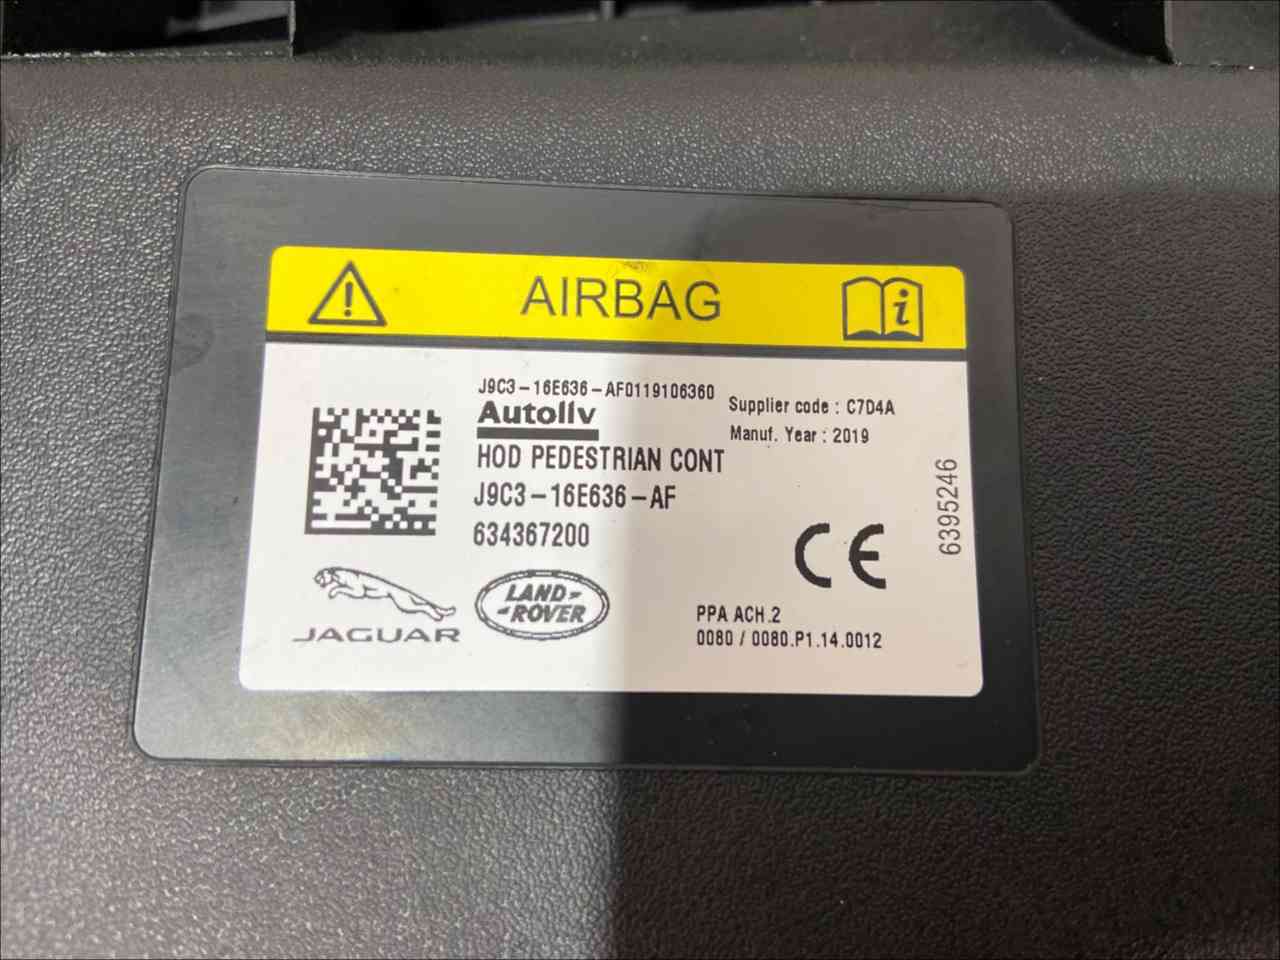 AIRBAG
J9C3-16E636-AF0119106360
Autoliv
Supplier code : C7D4A
Manuf. Year : 2019
HOD PEDESTRIAN CONT
J9C3-16E636-AF
634367200
6395246
CE
JAGUAR
LAND-
-ROVER
PPA ACH.2
0080 / 0080.P1.14.0012